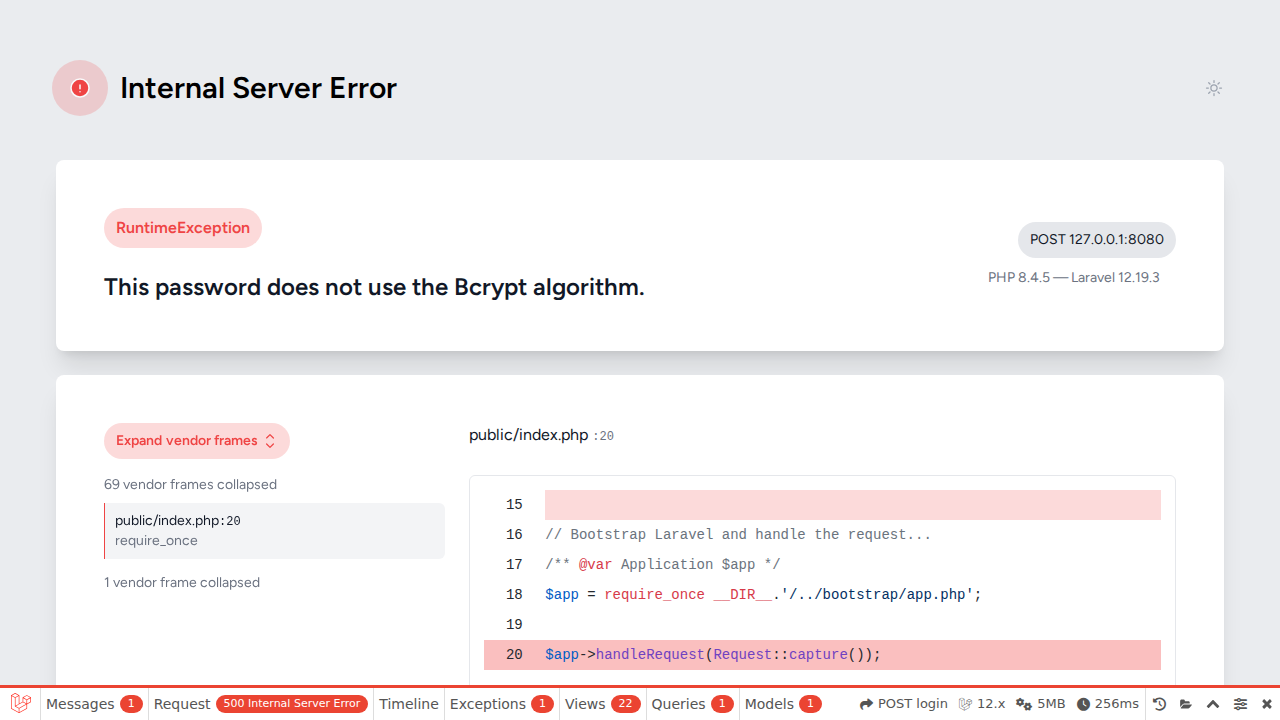 Internal Server Error
RuntimeException
POST 127.0.0.1:8080
This password does not use the Bcrypt algorithm.
PHP 8.4.5 — Laravel 12.19.3
Expand vendor frames
69 vendor frames collapsed
public/index.php:20
require_once
1 vendor frame collapsed
public/index.php :20
15
16 // Bootstrap Laravel and handle the request...
17 /** @var Application $app */
18 $app = require_once __DIR__.'/../bootstrap/app.php';
19
20 $app->handleRequest(Request::capture());
Messages 1 Request 500 Internal Server Error Timeline Exceptions 1 Views 22 Queries 1 Models 1 POST login 12.x 5MB 256ms